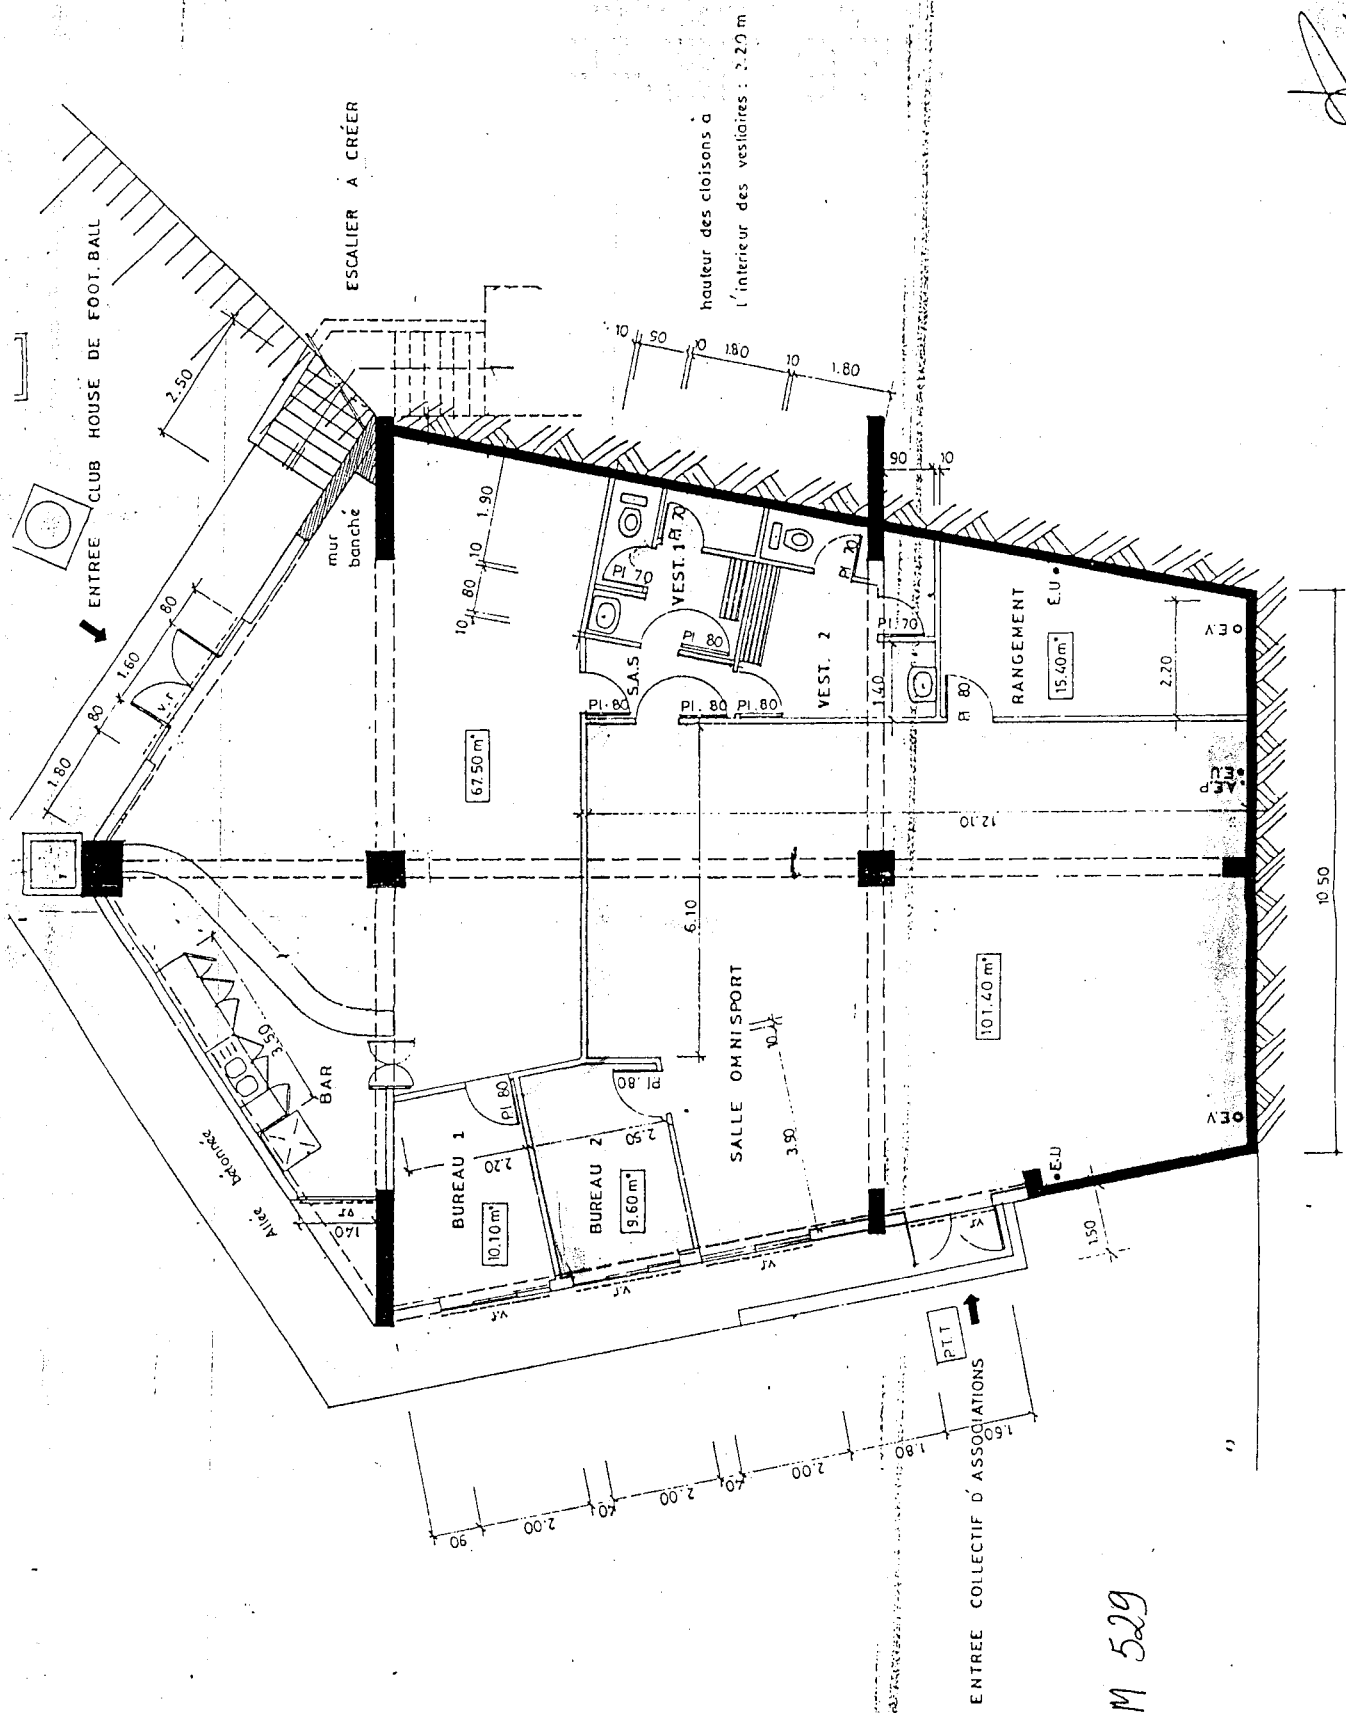 ENTREE CLUB HOUSE DE FOOT.BALL
ESCALIER A CRÉER
hauteur des cloisons à
l'interieur des vestiaires : 2.20 m
2.50
80
1.60
80
1.80
v.r
mur
banché
1.90
10
80
10
67.50 m²
10
50
10
1.80
10
1.80
90
10
Pl 70
VEST. 1
Pl 70
Pl 80
S.A.S
Pl. 80
Pl. 80
Pl. 80
VEST. 2
Pl 70
Pl. 70
1.40
Pl 80
RANGEMENT
15.40 m²
E.U
E.V
2.20
A.E.P
E.U
12.10
6.10
SALLE OMNISPORT
101.40 m²
10
3.90
10.50
3.50
BAR
Allée bétonnée
v.r
1.40
BUREAU 1
10.10 m²
2.20
Pl 80
BUREAU 2
9.60 m²
2.50
Pl. 80
v.r
v.r
v.r
v.r
E.U
E.V
1.50
P.T.T
ENTREE COLLECTIF D'ASSOCIATIONS
90
2.00
40
2.00
40
2.00
1.80
1.60
M 529